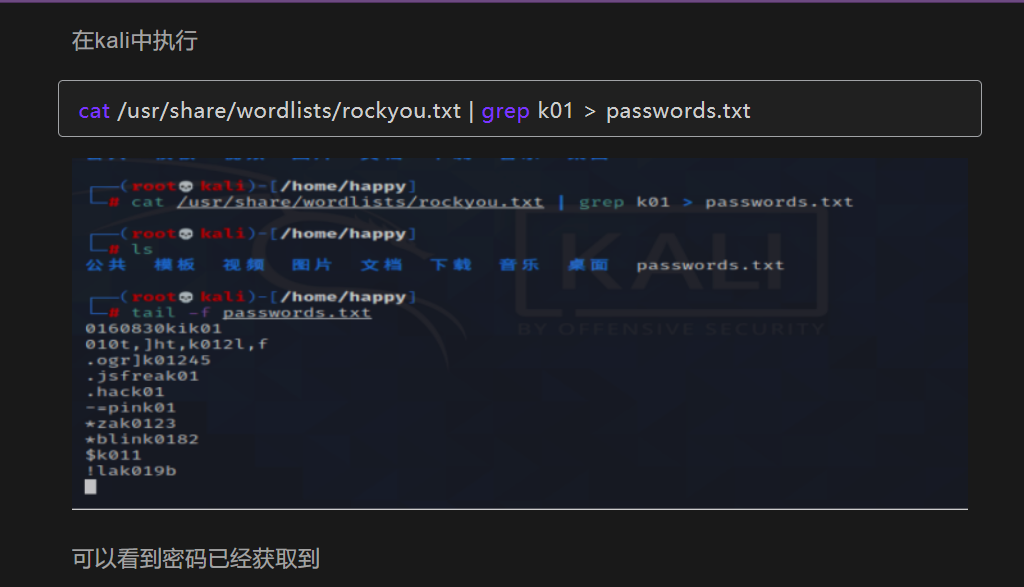 在kali中执行
cat /usr/share/wordlists/rockyou.txt | grep k01 > passwords.txt
┌──(root💀kali)-[/home/happy]
└─# cat /usr/share/wordlists/rockyou.txt | grep k01 > passwords.txt
┌──(root💀kali)-[/home/happy]
└─# ls
公共 模板 视频 图片 文档 下载 音乐 桌面 passwords.txt
┌──(root💀kali)-[/home/happy]
└─# tail -f passwords.txt
0160830kik01
010t,]ht,k012l,f
.ogr]k01245
.jsfreak01
.hack01
-=pink01
*zak0123
*blink0182
$k011
!lak019b
KALI
BY OFFENSIVE SECURITY
可以看到密码已经获取到